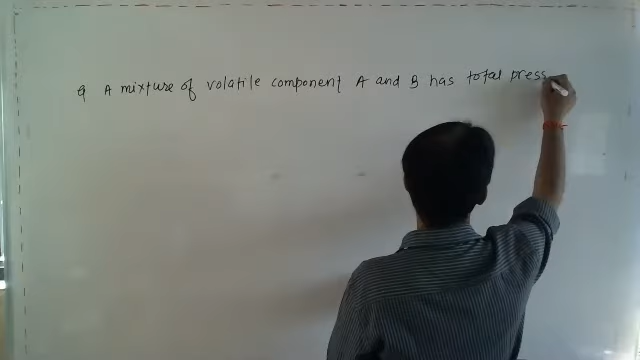 Q A mixture of volatile component A and B has total press